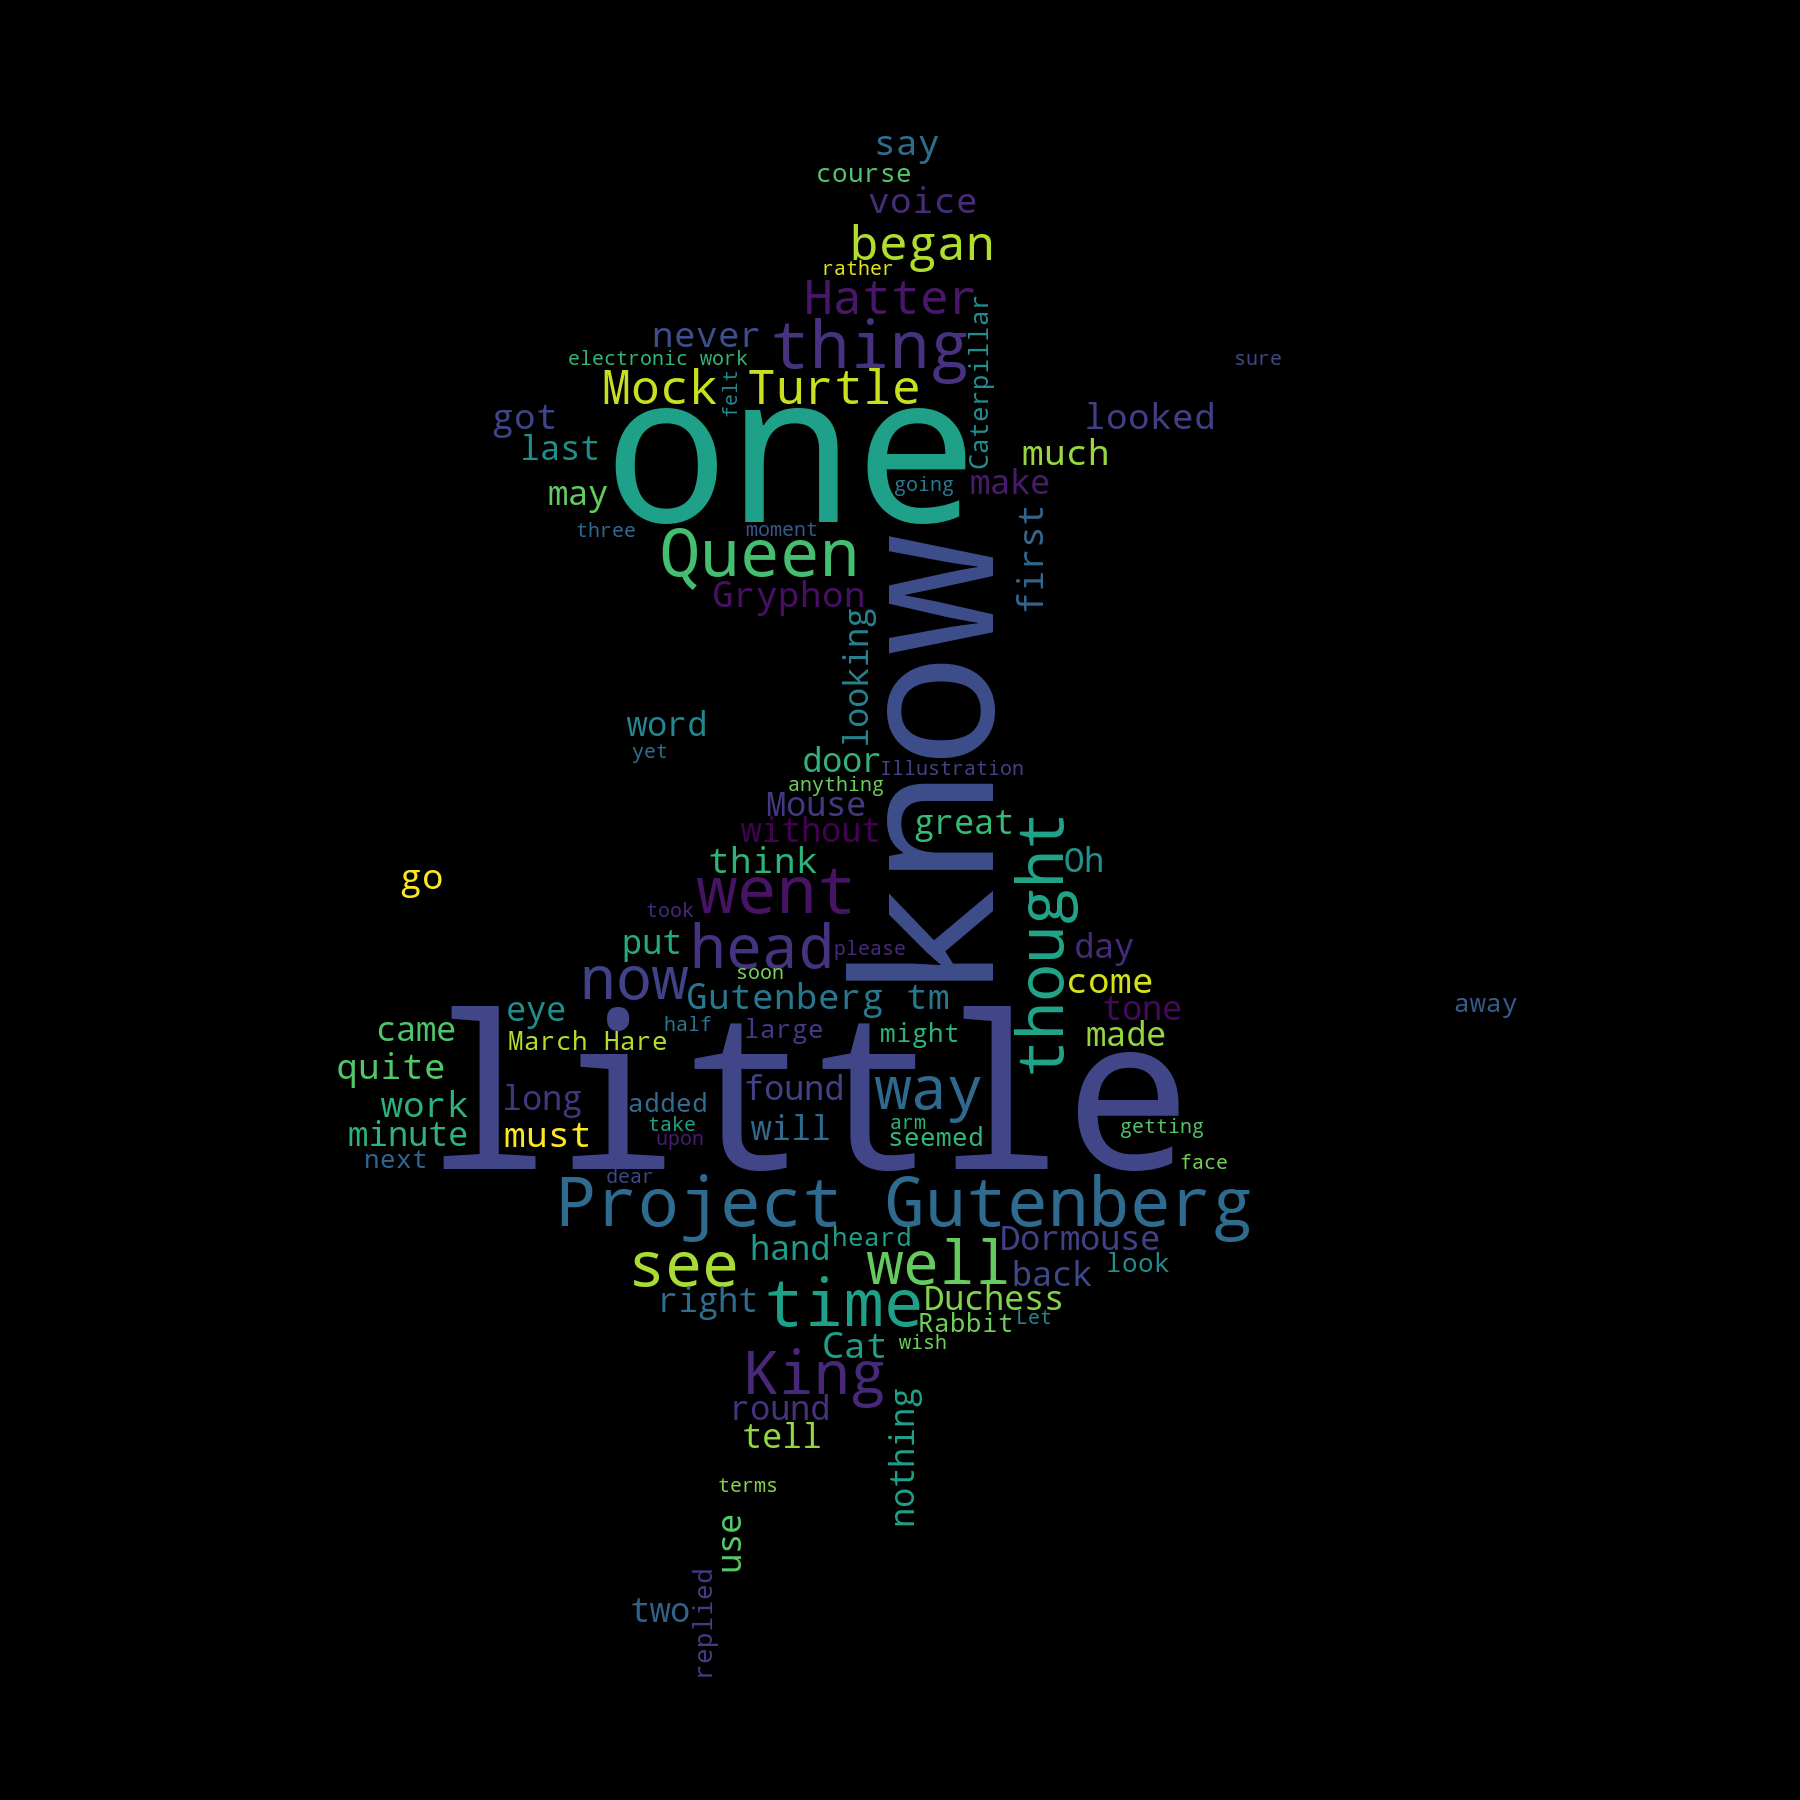 say
course
voice
began
rather
Hatter
Caterpillar
never
thing
electronic work
sure
Mock Turtle
felt
got
one
looked
last
much
going
make
may
three
moment
first
Queen
know
Gryphon
looking
word
yet
door
Illustration
anything
Mouse
without
great
thought
think
Oh
go
went
took
put
head
please
day
now
soon
come
Gutenberg tm
eye
little
tone
away
came
March Hare
half
large
might
made
quite
long
found
way
work
added
take
arm
minute
must
upon
will
seemed
getting
next
face
dear
Project Gutenberg
see
hand
heard
well
Dormouse
look
right
time
back
Duchess
Rabbit
Let
Cat
wish
King
round
nothing
tell
terms
use
two
replied